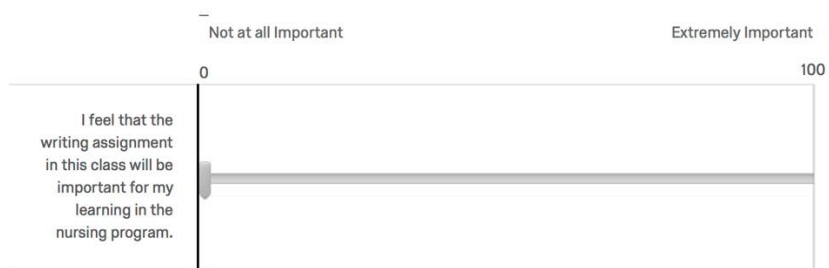 Not at all Important Extremely Important
0 100
I feel that the
writing assignment
in this class will be
important for my
learning in the
nursing program.